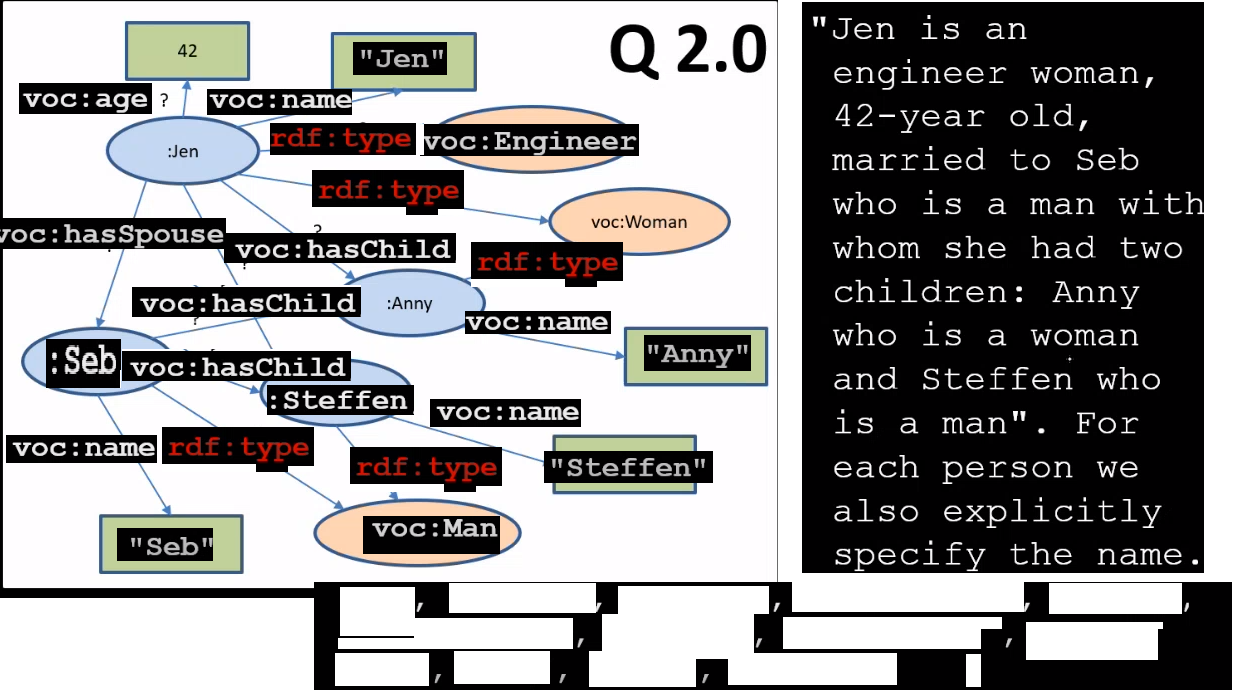 Q 2.0
42
"Jen"
voc:age ?
voc:name
:Jen
rdf:type
voc:Engineer
rdf:type
voc:Woman
voc:hasSpouse
?
voc:hasChild
?
rdf:type
voc:hasChild
?
:Anny
voc:name
"Anny"
:Seb
voc:hasChild
:Steffen
voc:name
voc:name
rdf:type
rdf:type
"Steffen"
voc:Man
"Seb"
"Jen is an
engineer woman,
42-year old,
married to Seb
who is a man with
whom she had two
children: Anny
who is a woman
and Steffen who
is a man". For
each person we
also explicitly
specify the name.
, , , , ,
, , ,
, , ,